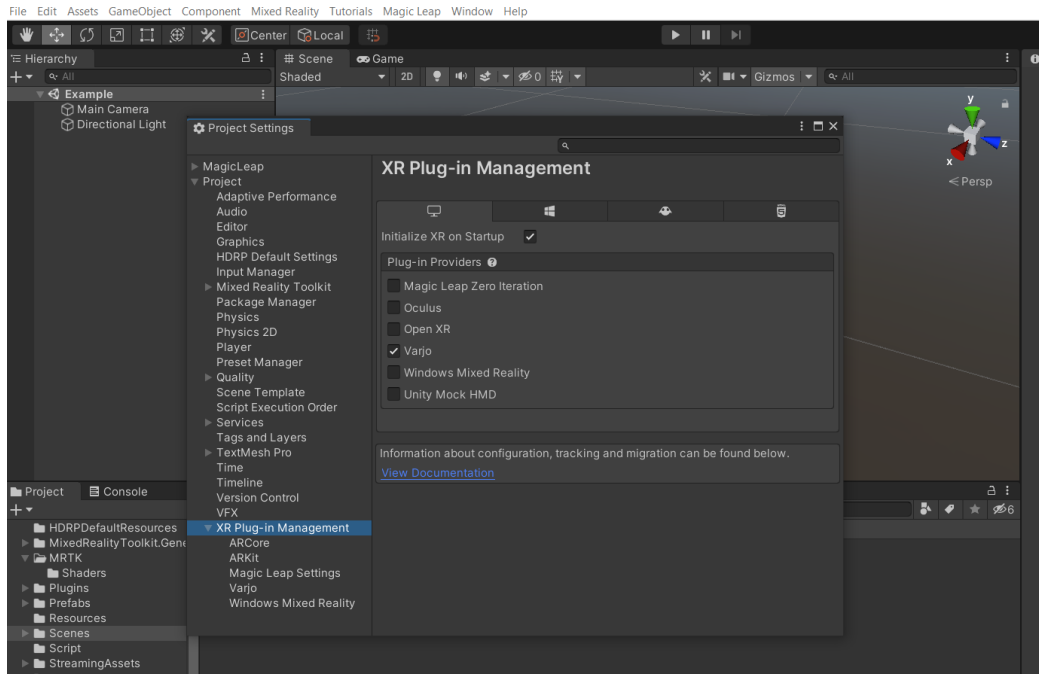 File Edit Assets GameObject Component Mixed Reality Tutorials Magic Leap Window Help
Center Local
Hierarchy
All
Example
Main Camera
Directional Light
Scene Game
Shaded 2D 0 Gizmos All
y
z
x
Persp
Project Settings
MagicLeap
Project
Adaptive Performance
Audio
Editor
Graphics
HDRP Default Settings
Input Manager
Mixed Reality Toolkit
Package Manager
Physics
Physics 2D
Player
Preset Manager
Quality
Scene Template
Script Execution Order
Services
Tags and Layers
TextMesh Pro
Time
Timeline
Version Control
VFX
XR Plug-in Management
ARCore
ARKit
Magic Leap Settings
Varjo
Windows Mixed Reality
XR Plug-in Management
Initialize XR on Startup
Plug-in Providers
Magic Leap Zero Iteration
Oculus
Open XR
Varjo
Windows Mixed Reality
Unity Mock HMD
Information about configuration, tracking and migration can be found below.
View Documentation
Project Console
6
HDRPDefaultResources
MixedRealityToolkit.Gene
MRTK
Shaders
Plugins
Prefabs
Resources
Scenes
Script
StreamingAssets